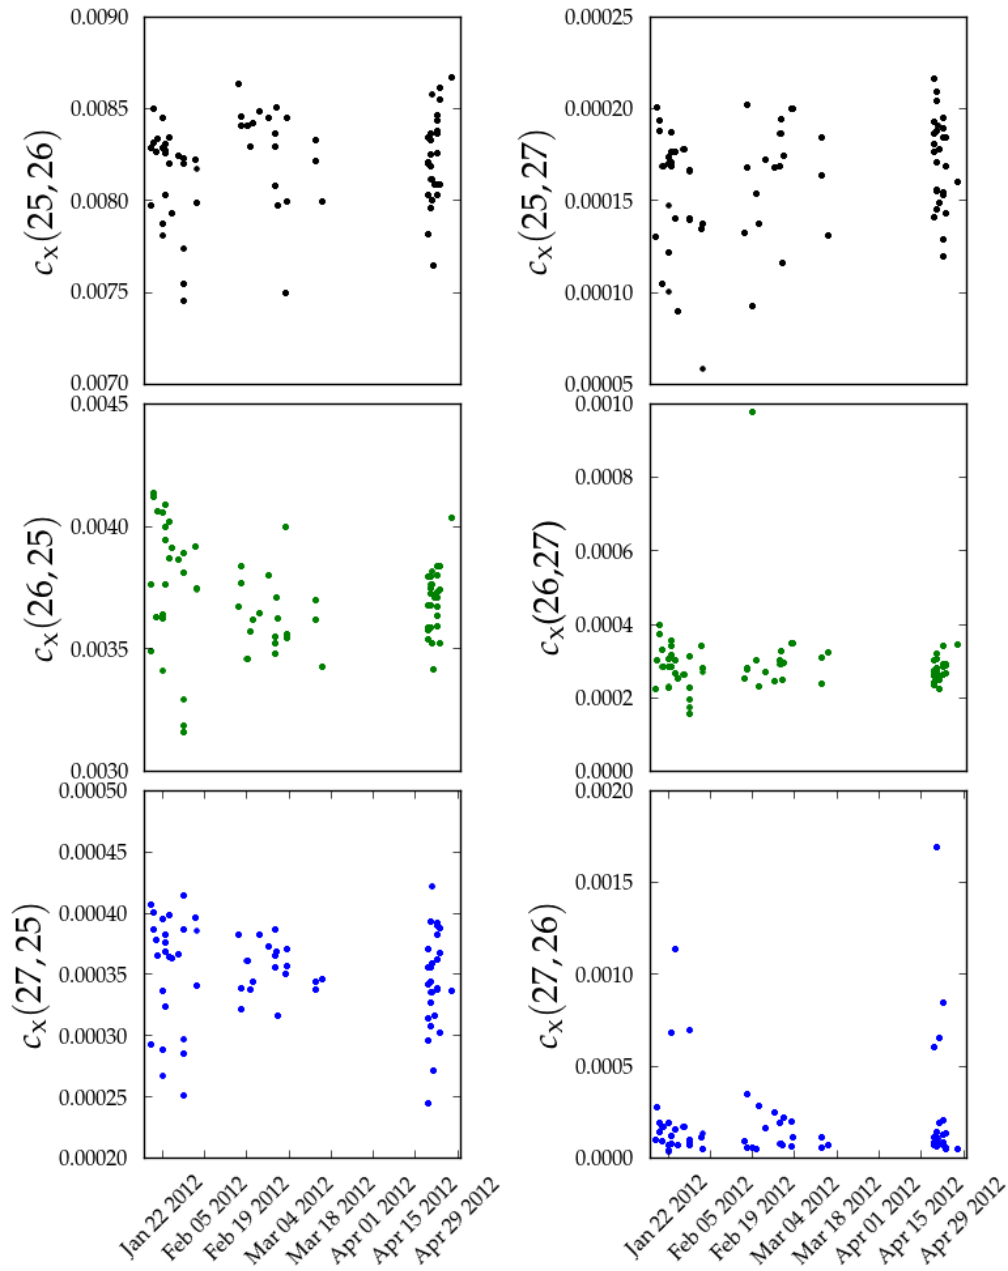 0.0090
0.0085
0.0080
0.0075
0.0070
c_x(25,26)
0.00025
0.00020
0.00015
0.00010
0.00005
c_x(25,27)
0.0045
0.0040
0.0035
0.0030
c_x(26,25)
0.0010
0.0008
0.0006
0.0004
0.0002
0.0000
c_x(26,27)
0.00050
0.00045
0.00040
0.00035
0.00030
0.00025
0.00020
c_x(27,25)
0.0020
0.0015
0.0010
0.0005
0.0000
c_x(27,26)
Jan 22 2012
Feb 05 2012
Feb 19 2012
Mar 04 2012
Mar 18 2012
Apr 01 2012
Apr 15 2012
Apr 29 2012
Jan 22 2012
Feb 05 2012
Feb 19 2012
Mar 04 2012
Mar 18 2012
Apr 01 2012
Apr 15 2012
Apr 29 2012